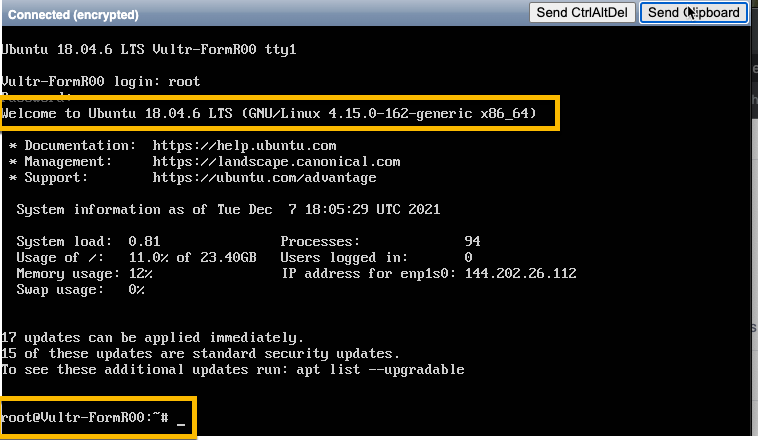 Connected (encrypted)
Send CtrlAltDel
Send Clipboard
Ubuntu 18.04.6 LTS Vultr-FormR00 tty1
Vultr-FormR00 login: root
Password:
Welcome to Ubuntu 18.04.6 LTS (GNU/Linux 4.15.0-162-generic x86_64)
* Documentation: https://help.ubuntu.com
* Management: https://landscape.canonical.com
* Support: https://ubuntu.com/advantage
System information as of Tue Dec 7 18:05:29 UTC 2021
System load: 0.81 Processes: 94
Usage of /: 11.0% of 23.40GB Users logged in: 0
Memory usage: 12% IP address for enp1s0: 144.202.26.112
Swap usage: 0%
17 updates can be applied immediately.
15 of these updates are standard security updates.
To see these additional updates run: apt list --upgradable
root@Vultr-FormR00:~# _